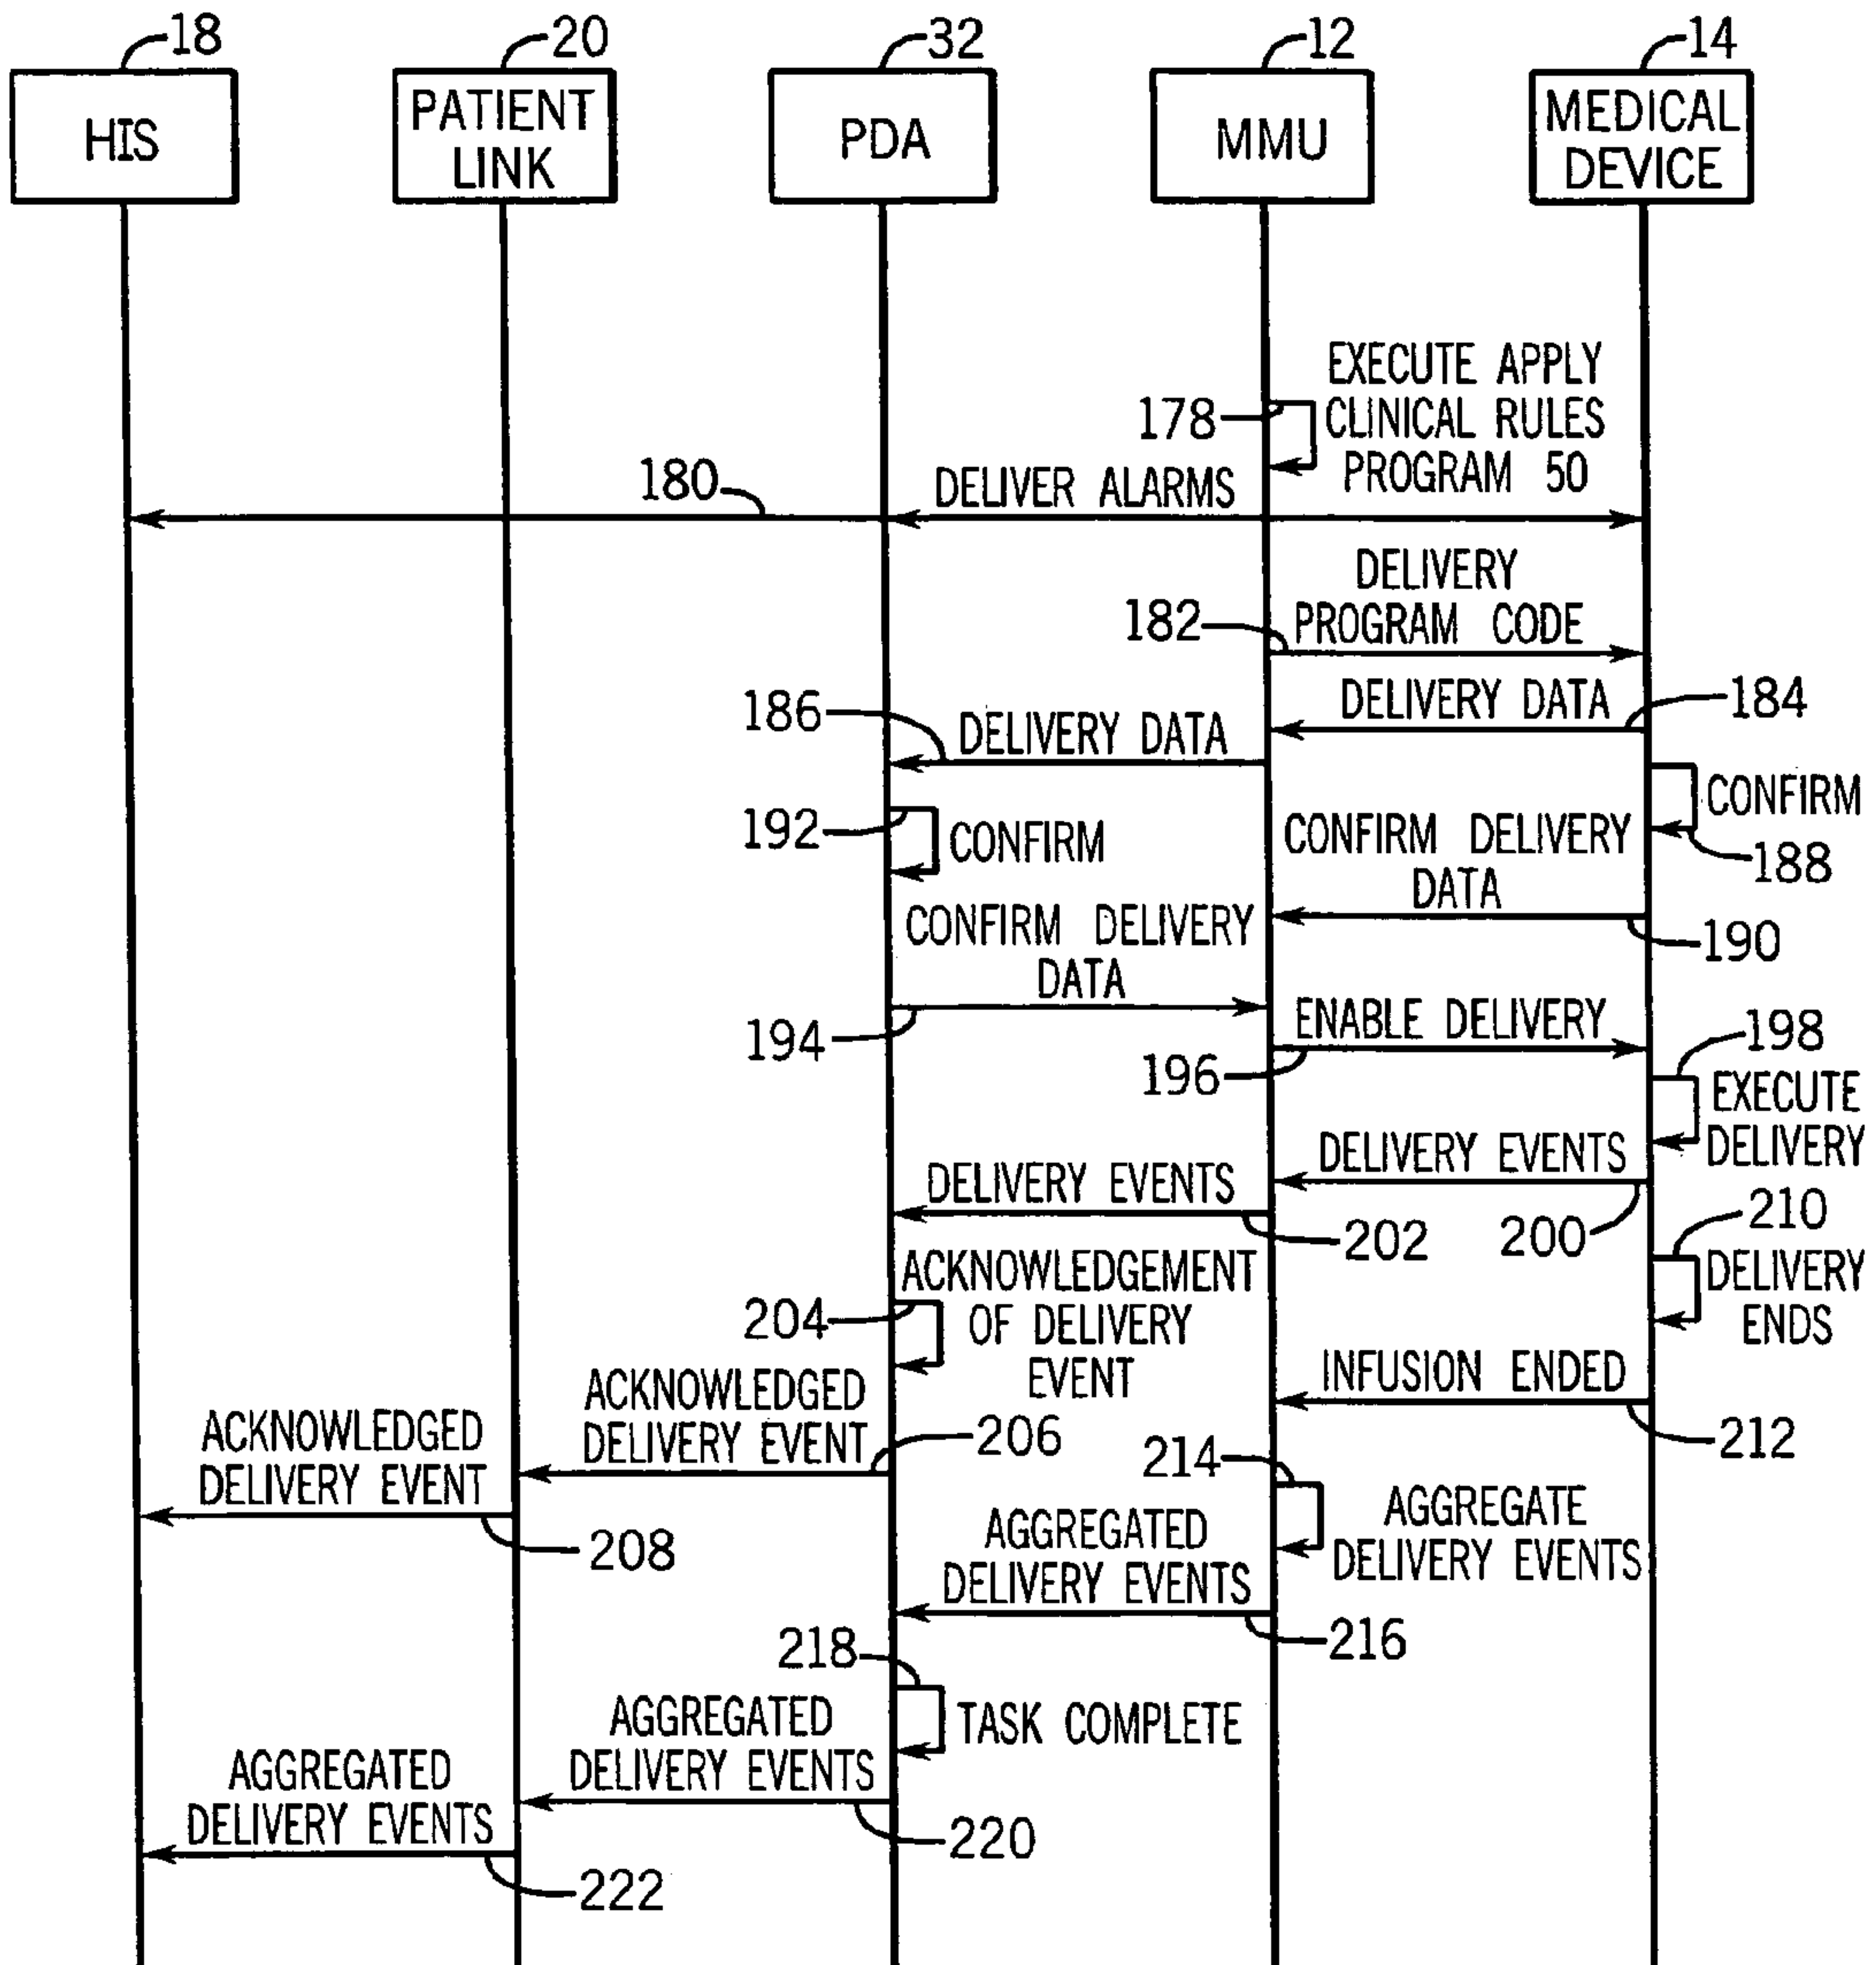 18
20
32
12
14
HIS
PATIENT
LINK
PDA
MMU
MEDICAL
DEVICE
178
EXECUTE APPLY
CLINICAL RULES
PROGRAM 50
180
DELIVER ALARMS
182
DELIVERY
PROGRAM CODE
DELIVERY DATA
184
186
DELIVERY DATA
CONFIRM
188
192
CONFIRM
CONFIRM DELIVERY
DATA
190
CONFIRM DELIVERY
DATA
194
ENABLE DELIVERY
196
198
EXECUTE
DELIVERY
DELIVERY EVENTS
200
DELIVERY EVENTS
202
210
DELIVERY
ENDS
204
ACKNOWLEDGEMENT
OF DELIVERY
EVENT
INFUSION ENDED
212
ACKNOWLEDGED
DELIVERY EVENT
206
ACKNOWLEDGED
DELIVERY EVENT
208
214
AGGREGATE
DELIVERY EVENTS
AGGREGATED
DELIVERY EVENTS
216
218
TASK COMPLETE
AGGREGATED
DELIVERY EVENTS
220
AGGREGATED
DELIVERY EVENTS
222